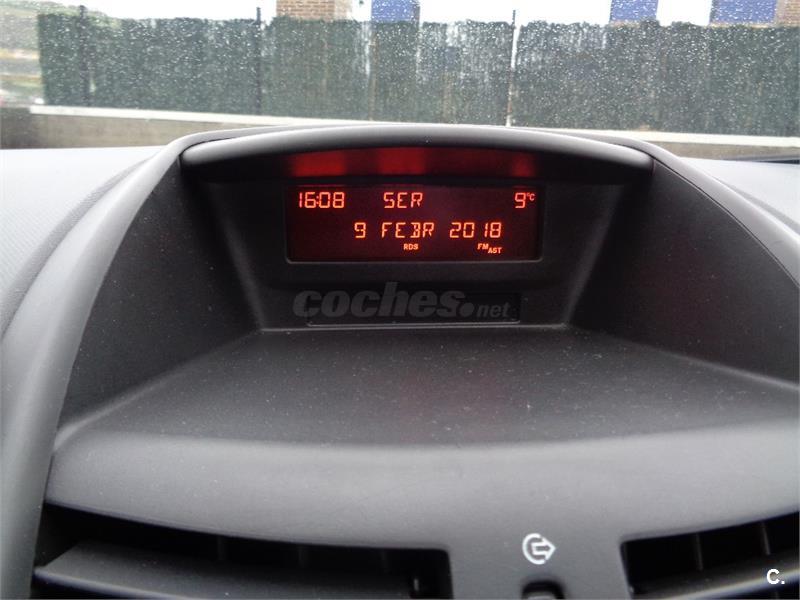 16:08 SER 9°C
9 FEBR 2018
RDS FM AST
coches.net
C.